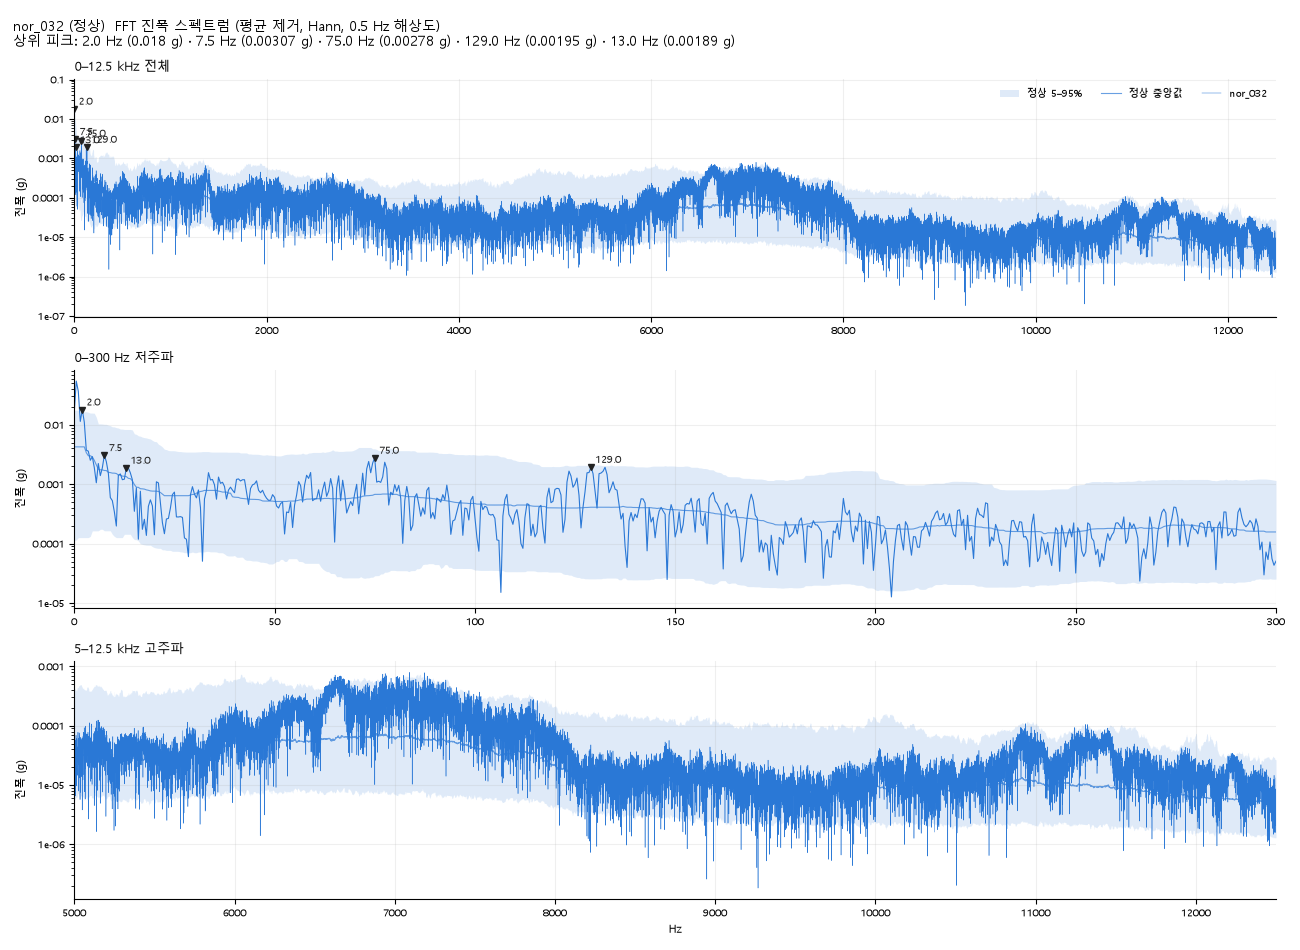 nor_032 (정상)  FFT 진폭 스펙트럼 (평균 제거, Hann, 0.5 Hz 해상도)
상위 피크: 2.0 Hz (0.018 g) · 7.5 Hz (0.00307 g) · 75.0 Hz (0.00278 g) · 129.0 Hz (0.00195 g) · 13.0 Hz (0.00189 g)
0–12.5 kHz 전체
정상 5–95%
정상 중앙값
nor_032
진폭 (g)
0.1
0.01
0.001
0.0001
1e-05
1e-06
1e-07
2.0
129.0
0 2000 4000 6000 8000 10000 12000
0–300 Hz 저주파
진폭 (g)
0.01
0.001
0.0001
1e-05
2.0
7.5
13.0
75.0
129.0
0 50 100 150 200 250 300
5–12.5 kHz 고주파
진폭 (g)
0.001
0.0001
1e-05
1e-06
5000 6000 7000 8000 9000 10000 11000 12000
Hz